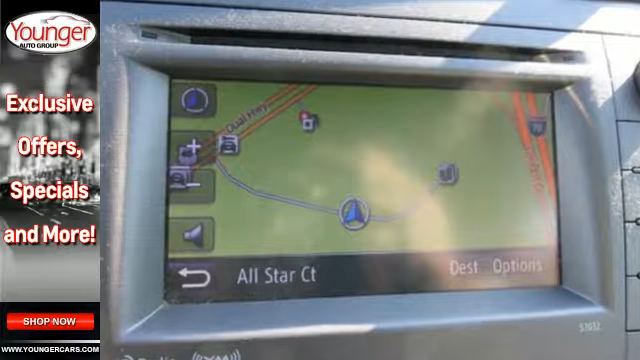 Younger
AUTO GROUP
Exclusive
Offers,
Specials
and More!
SHOP NOW
WWW.YOUNGERCARS.COM
Dual Hwy
All Star Ct
Dest Options
57032